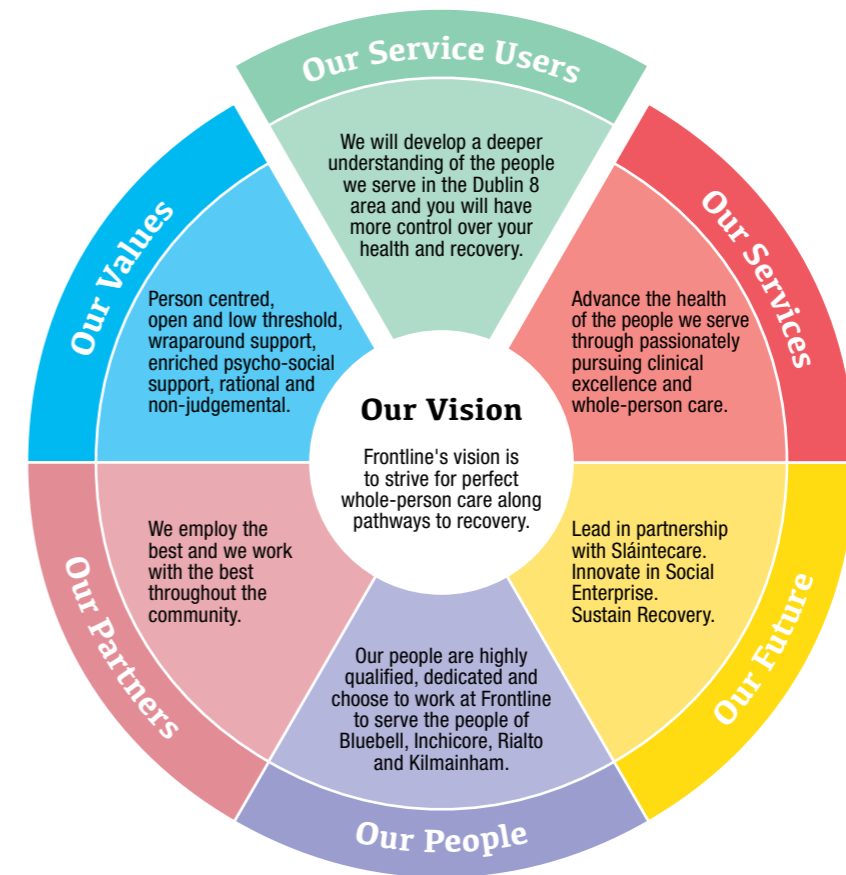 Our Service Users
We will develop a deeper
understanding of the people
we serve in the Dublin 8
area and you will have
more control over your
health and recovery.
Our Services
Advance the health
of the people we serve
through passionately
pursuing clinical
excellence and
whole-person care.
Our Future
Lead in partnership
with Sláintecare.
Innovate in Social
Enterprise.
Sustain Recovery.
Our People
Our people are highly
qualified, dedicated and
choose to work at Frontline
to serve the people of
Bluebell, Inchicore, Rialto
and Kilmainham.
Our Partners
We employ the
best and we work
with the best
throughout the
community.
Our Values
Person centred,
open and low threshold,
wraparound support,
enriched psycho-social
support, rational and
non-judgemental.
Our Vision
Frontline's vision is
to strive for perfect
whole-person care along
pathways to recovery.